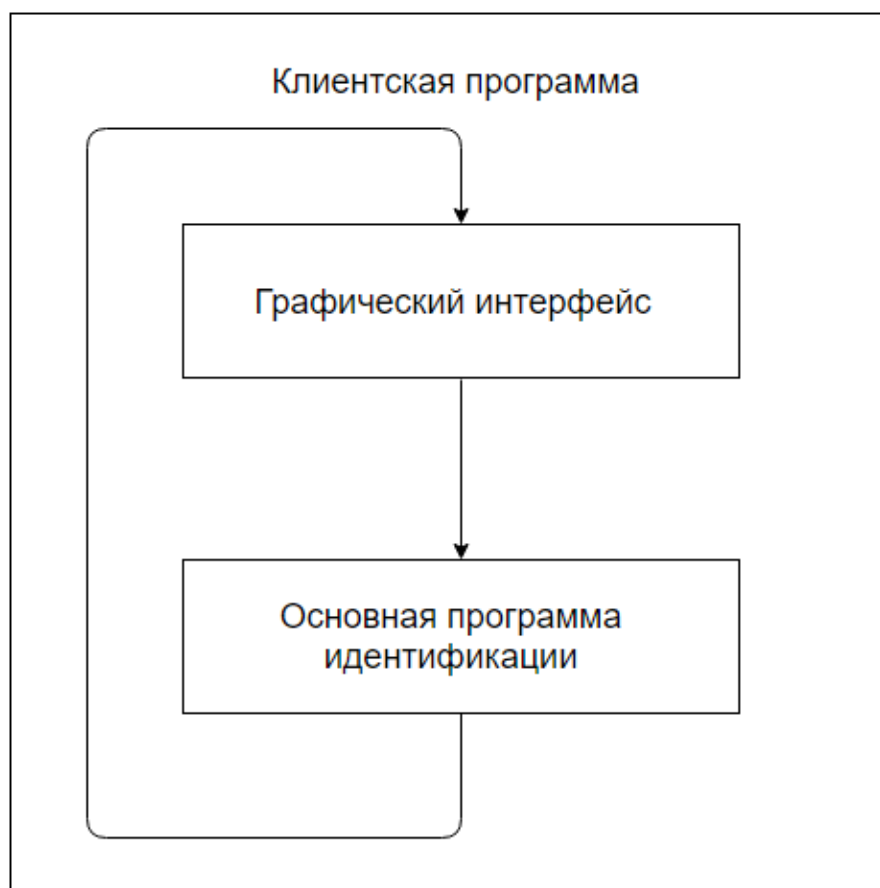 Клиентская программа
Графический интерфейс
Основная программа
идентификации